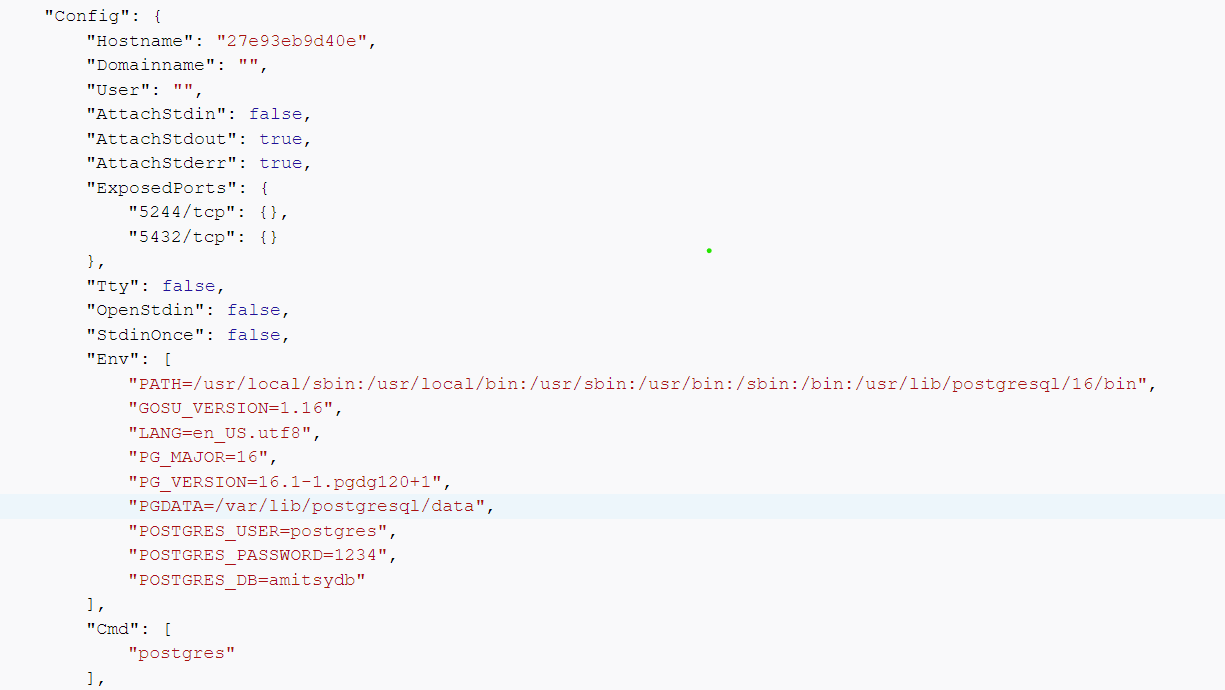 "Config": {
"Hostname": "27e93eb9d40e",
"Domainname": "",
"User": "",
"AttachStdin": false,
"AttachStdout": true,
"AttachStderr": true,
"ExposedPorts": {
"5244/tcp": {},
"5432/tcp": {}
},
"Tty": false,
"OpenStdin": false,
"StdinOnce": false,
"Env": [
"PATH=/usr/local/sbin:/usr/local/bin:/usr/sbin:/usr/bin:/sbin:/bin:/usr/lib/postgresql/16/bin",
"GOSU_VERSION=1.16",
"LANG=en_US.utf8",
"PG_MAJOR=16",
"PG_VERSION=16.1-1.pgdg120+1",
"PGDATA=/var/lib/postgresql/data",
"POSTGRES_USER=postgres",
"POSTGRES_PASSWORD=1234",
"POSTGRES_DB=amitsydb"
],
"Cmd": [
"postgres"
],